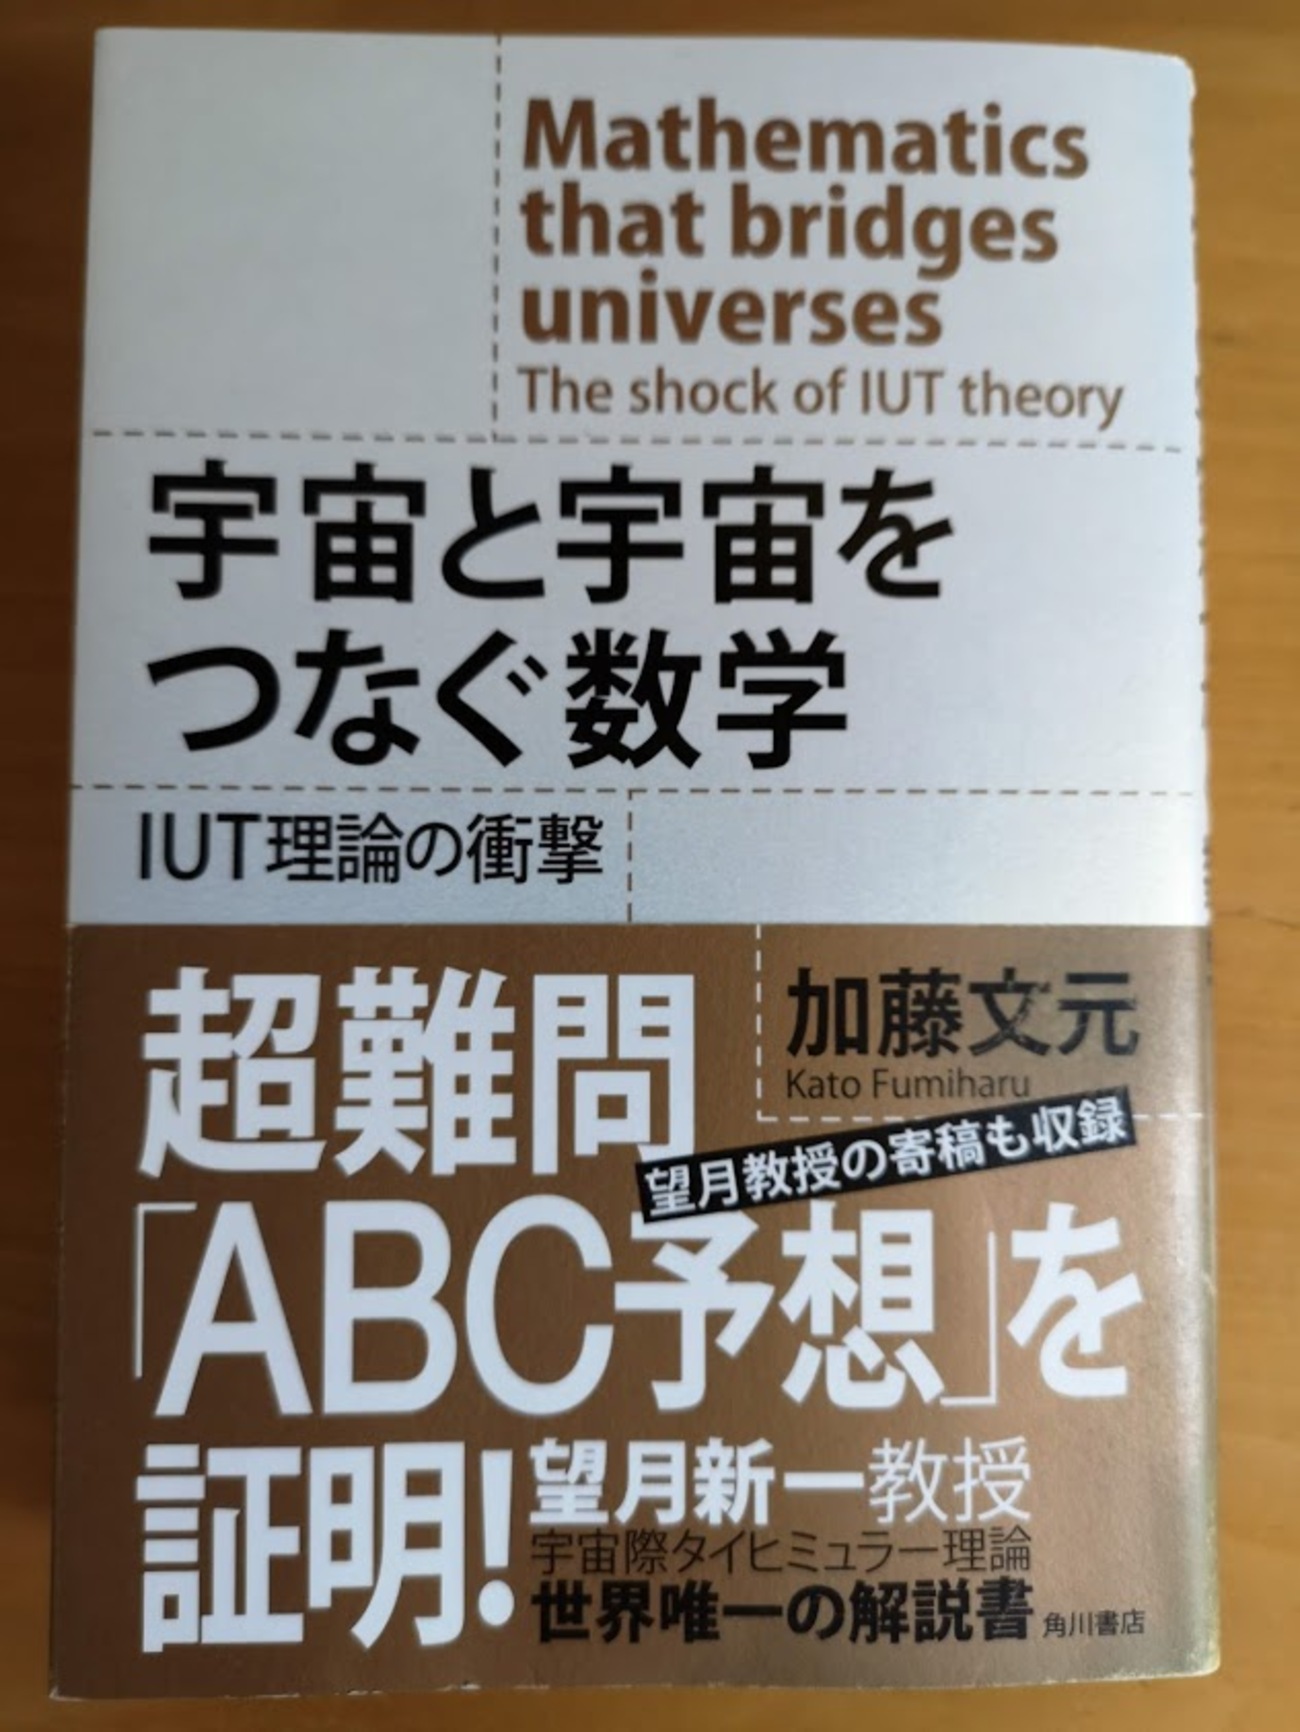 Mathematics
that bridges
universes
The shock of IUT theory
宇宙と宇宙を
つなぐ数学
IUT理論の衝撃
加藤文元
Kato Fumiharu
超難問
望月教授の寄稿も収録
「ABC予想」を
証明!
望月新一教授
宇宙際タイヒミュラー理論
世界唯一の解説書
角川書店